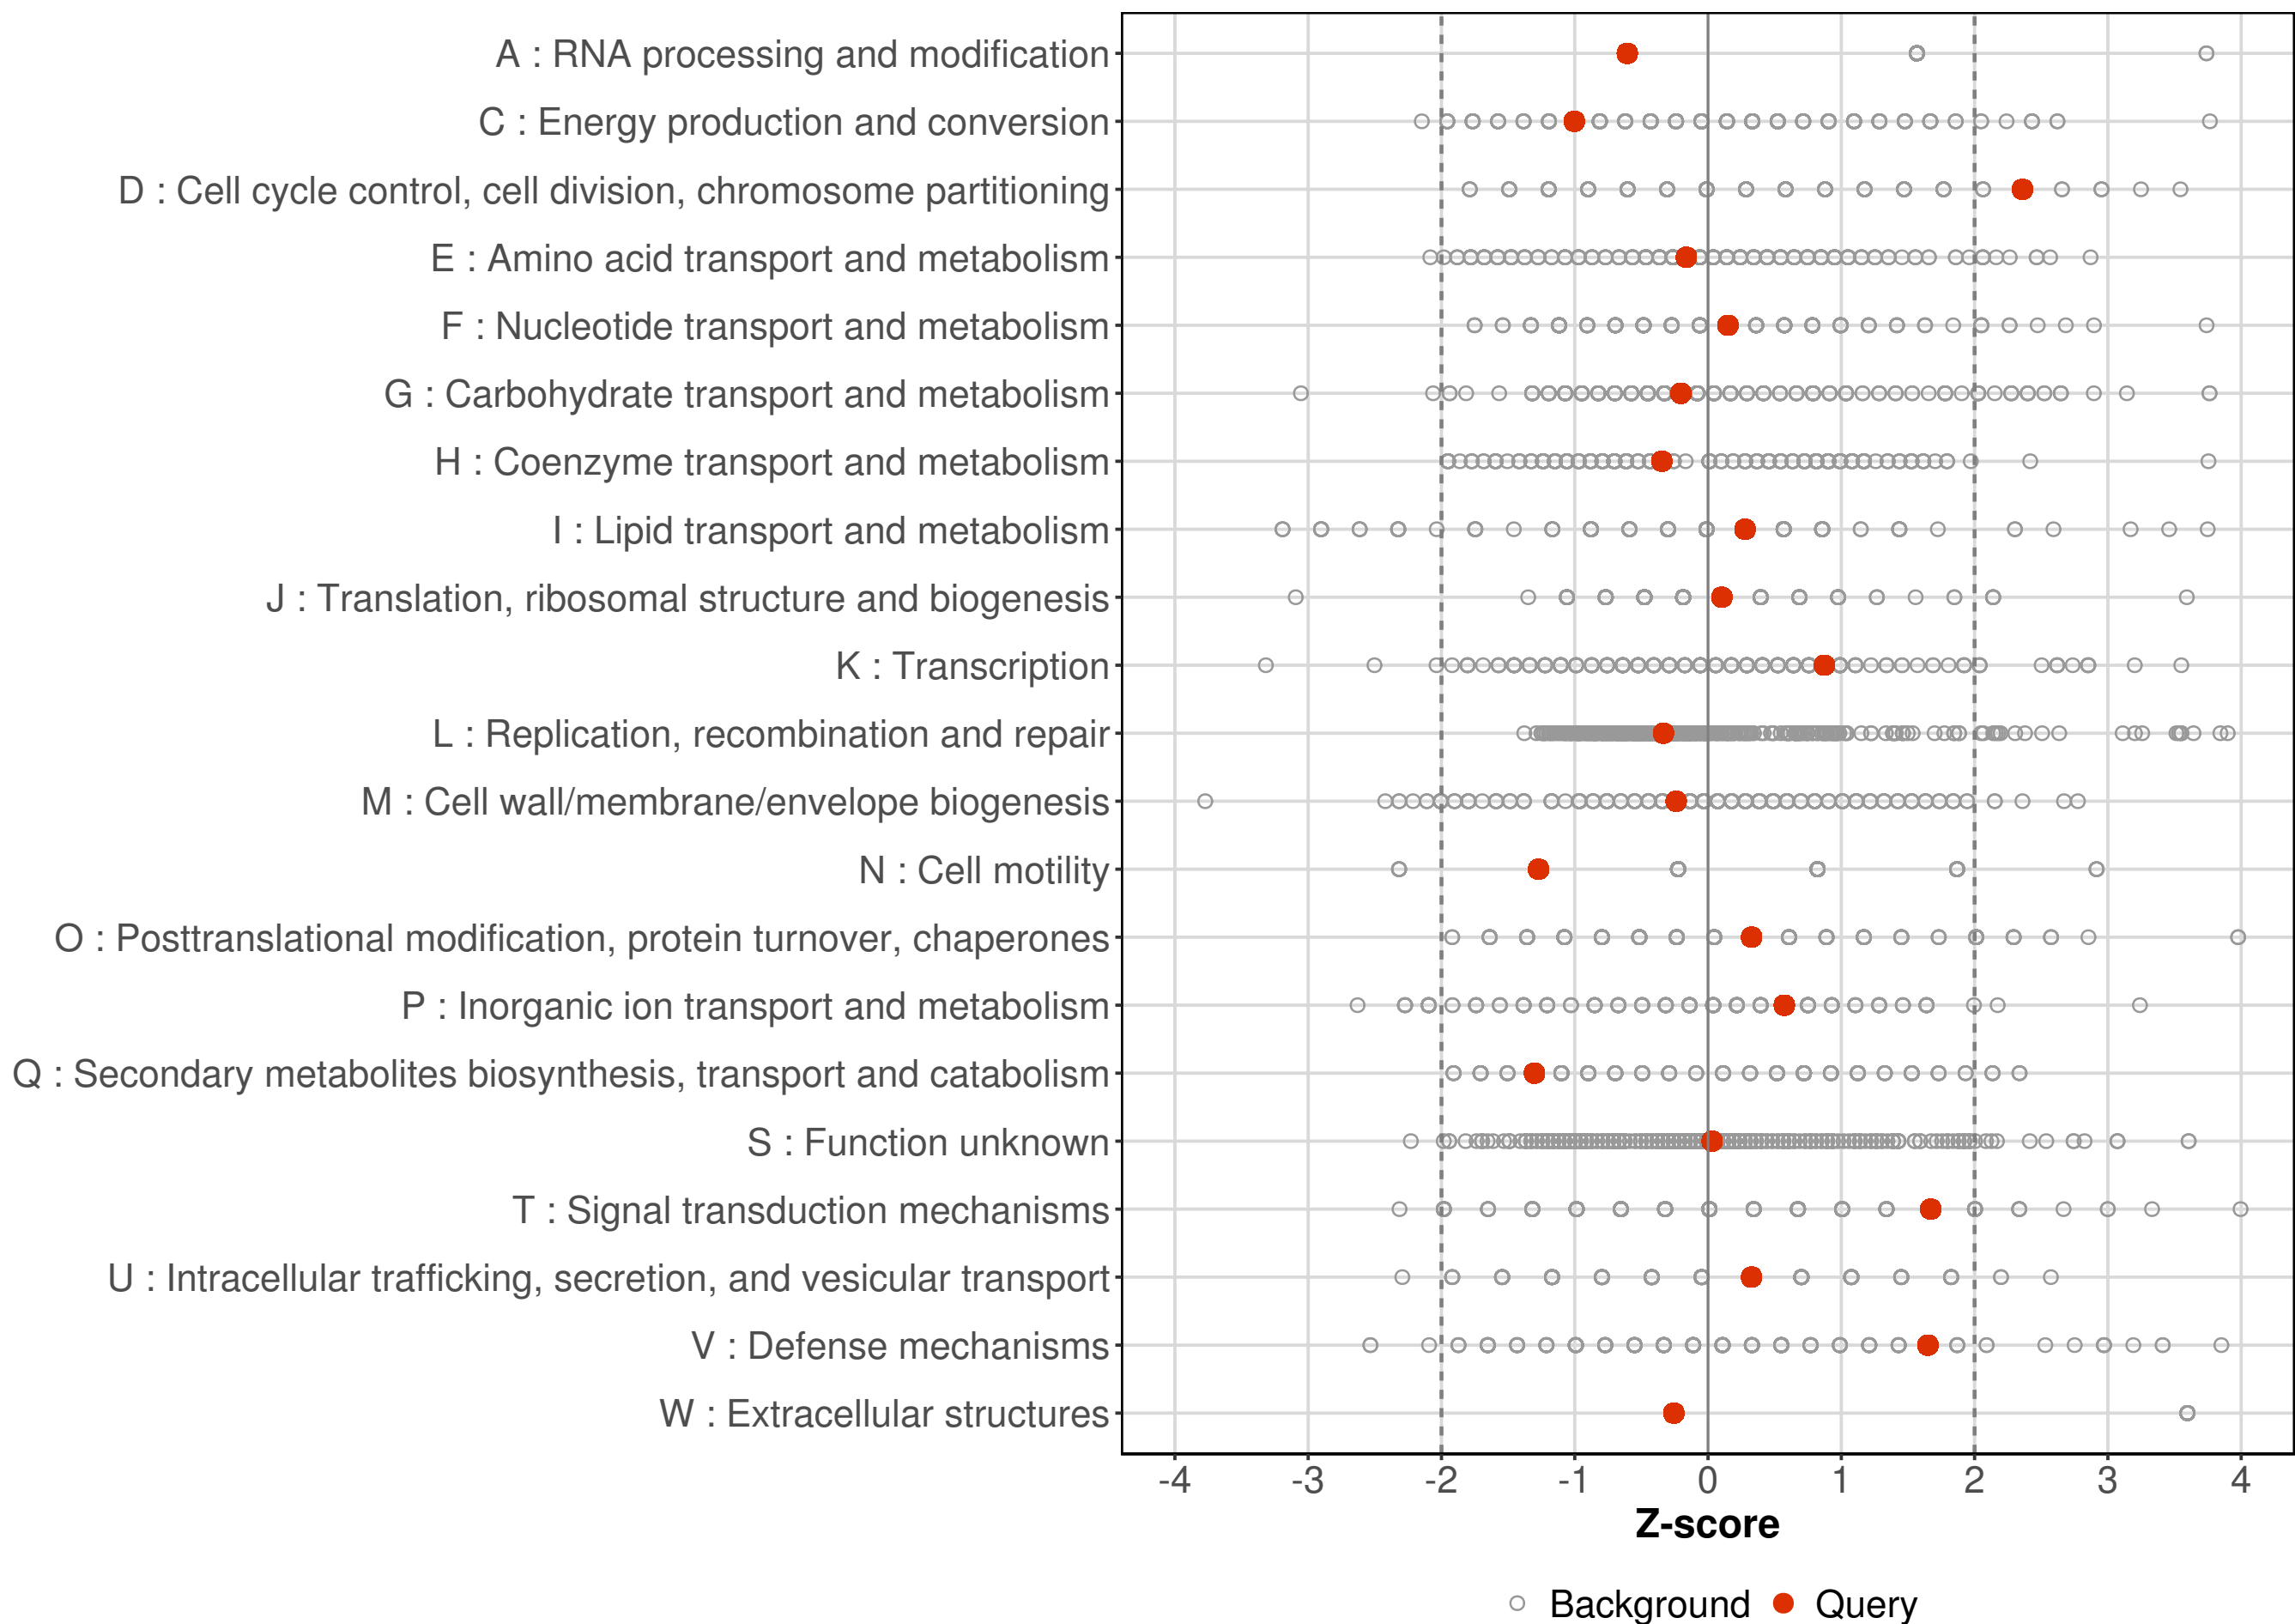 A : RNA processing and modification
C : Energy production and conversion
D : Cell cycle control, cell division, chromosome partitioning
E : Amino acid transport and metabolism
F : Nucleotide transport and metabolism
G : Carbohydrate transport and metabolism
H : Coenzyme transport and metabolism
I : Lipid transport and metabolism
J : Translation, ribosomal structure and biogenesis
K : Transcription
L : Replication, recombination and repair
M : Cell wall/membrane/envelope biogenesis
N : Cell motility
O : Posttranslational modification, protein turnover, chaperones
P : Inorganic ion transport and metabolism
Q : Secondary metabolites biosynthesis, transport and catabolism
S : Function unknown
T : Signal transduction mechanisms
U : Intracellular trafficking, secretion, and vesicular transport
V : Defense mechanisms
W : Extracellular structures
-4 -3 -2 -1 0 1 2 3 4
Z-score
Background Query